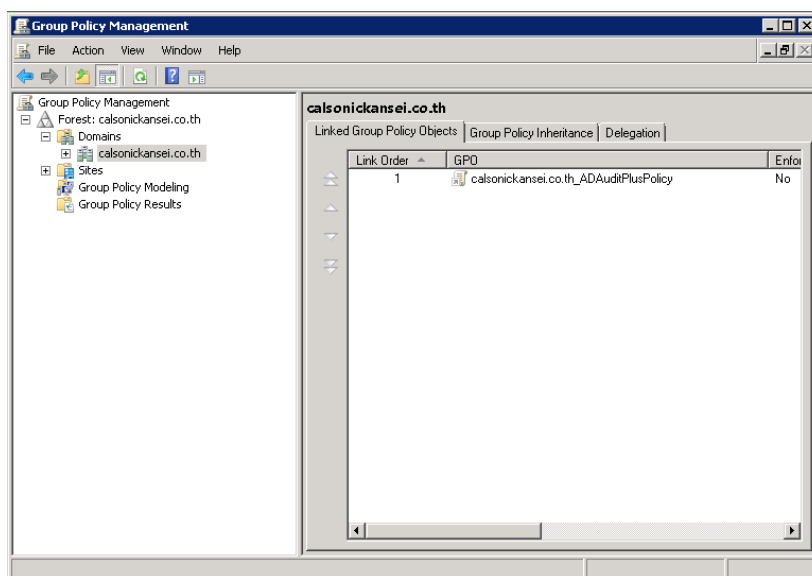 Group Policy Management
File Action View Window Help
Group Policy Management
Forest: calsonickansei.co.th
Domains
calsonickansei.co.th
Sites
Group Policy Modeling
Group Policy Results
calsonickansei.co.th
Linked Group Policy Objects Group Policy Inheritance Delegation
Link Order GPO Enfor
1 calsonickansei.co.th_ADAuditPlusPolicy No